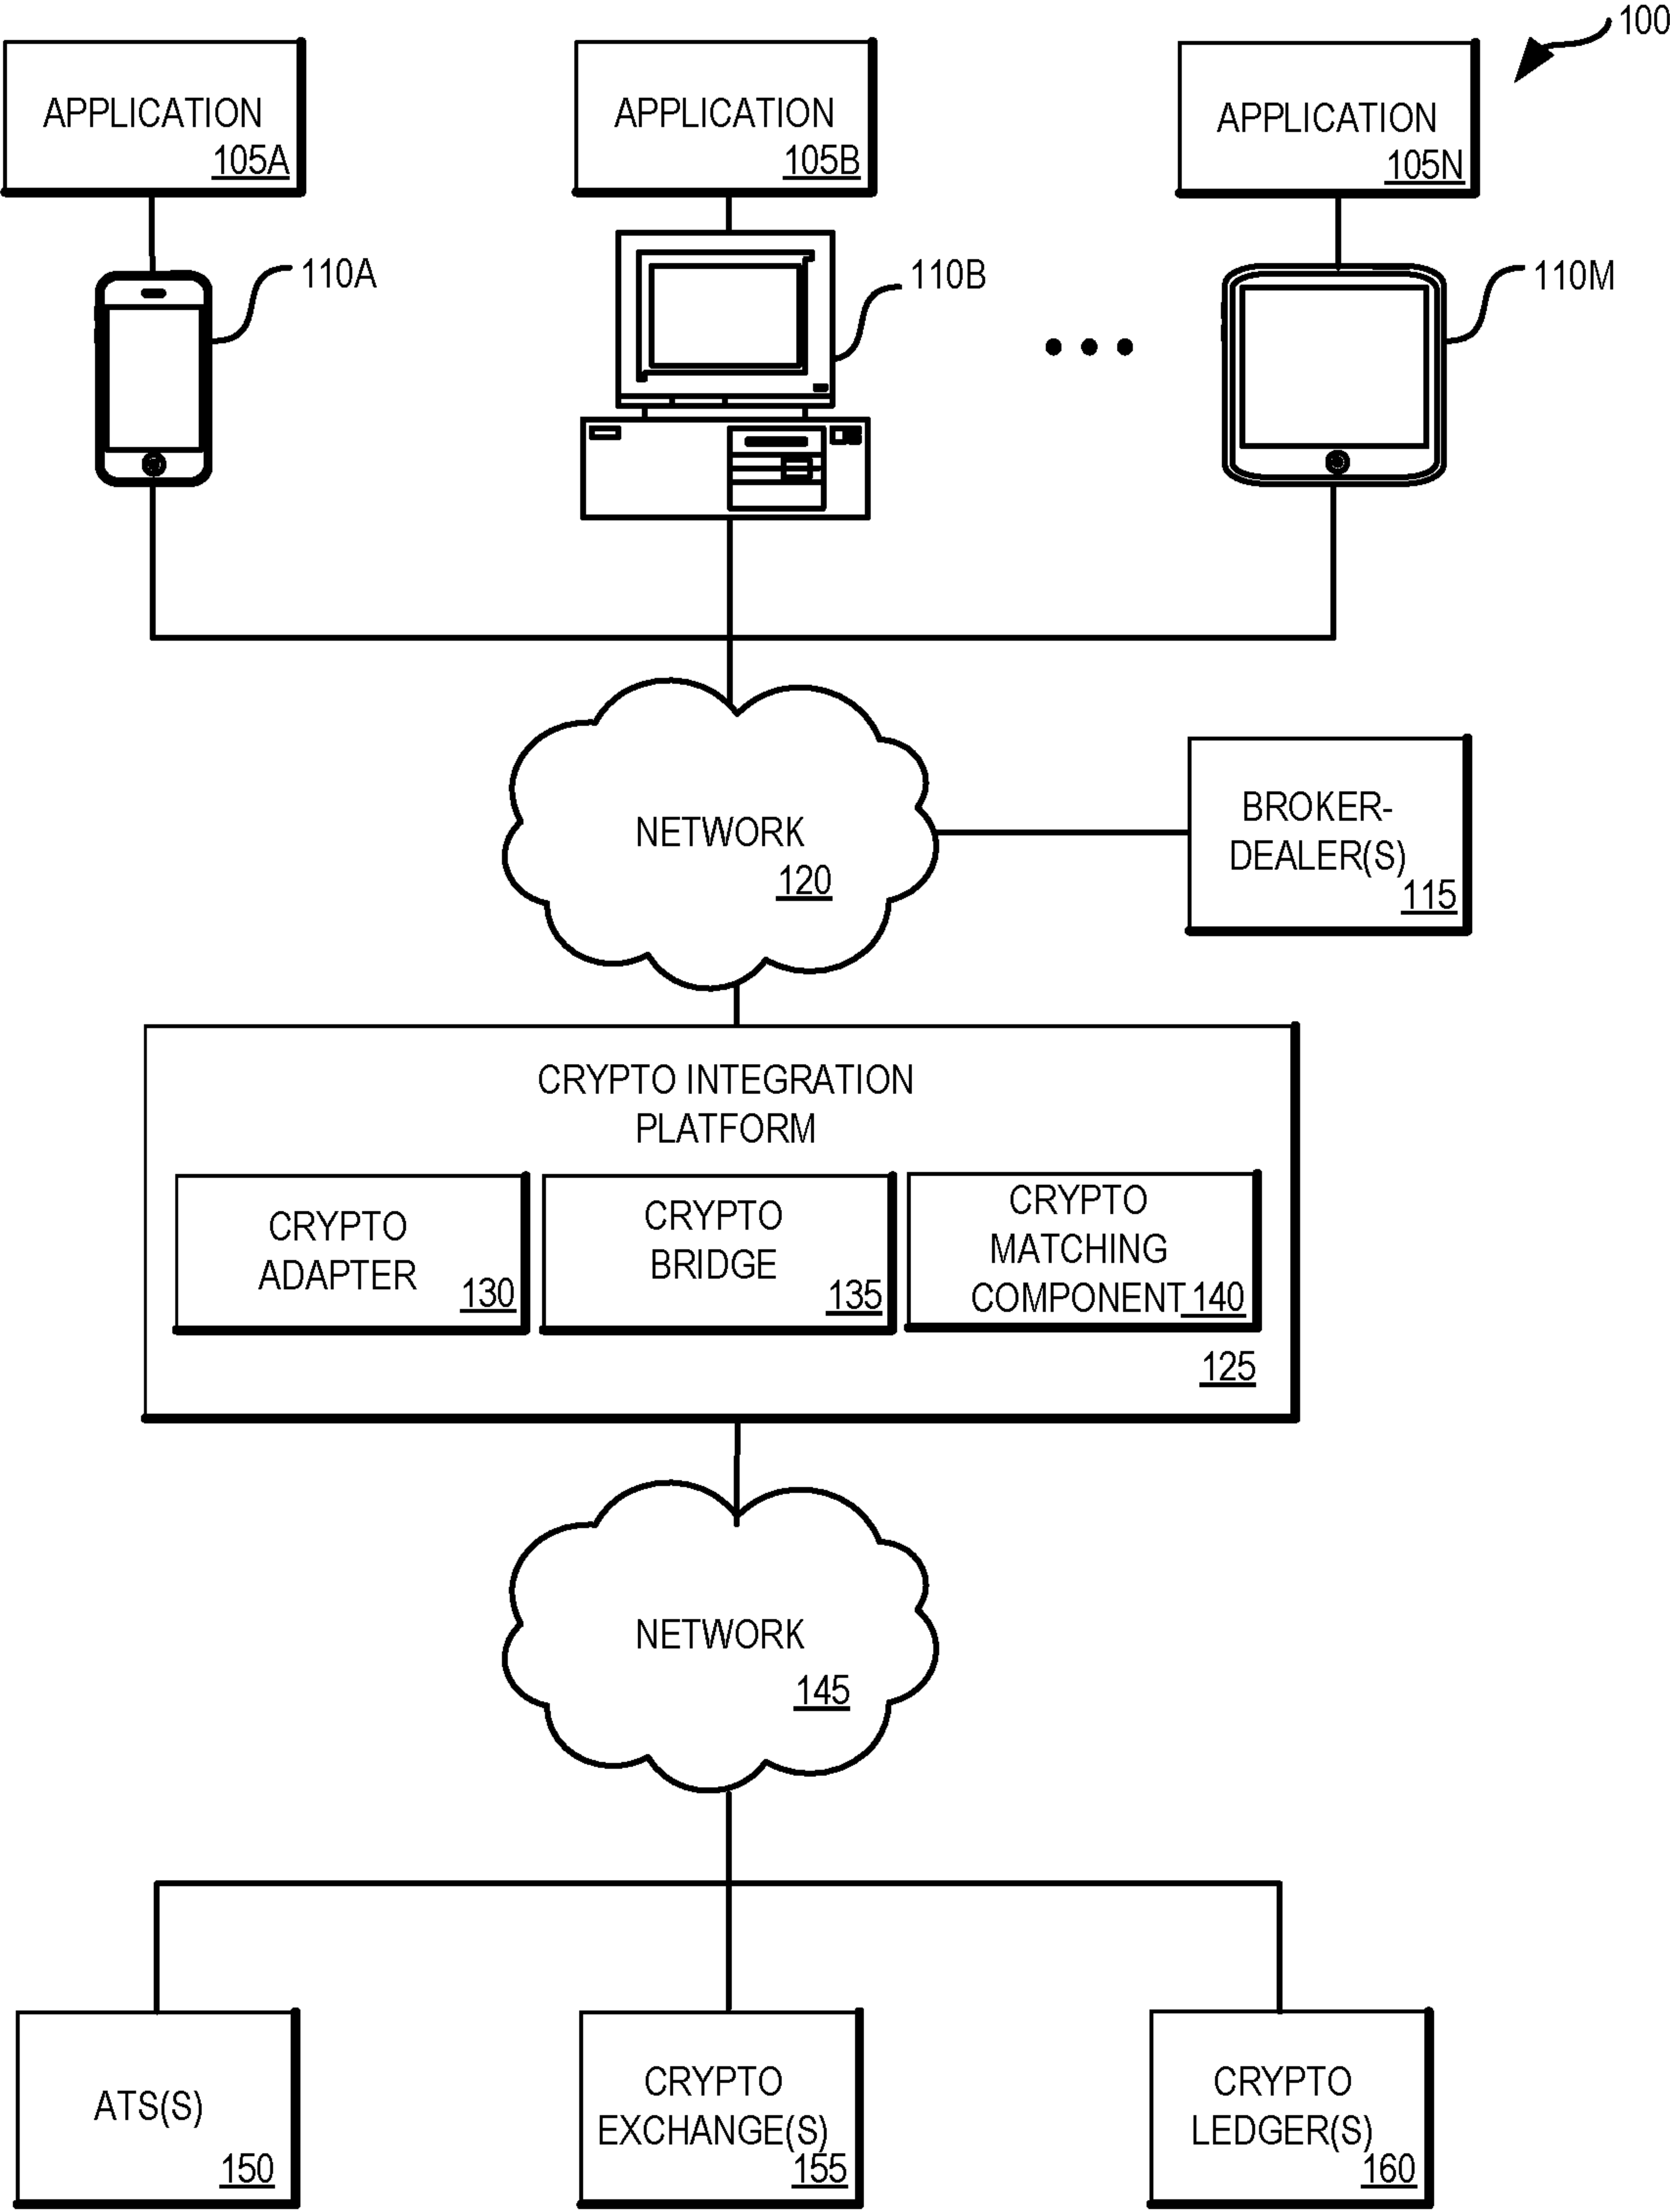 100
APPLICATION
105A
APPLICATION
105B
APPLICATION
105N
110A
110B
110M
NETWORK
120
BROKER-
DEALER(S)
115
CRYPTO INTEGRATION
PLATFORM
CRYPTO
ADAPTER
130
CRYPTO
BRIDGE
135
CRYPTO
MATCHING
COMPONENT 140
125
NETWORK
145
ATS(S)
150
CRYPTO
EXCHANGE(S)
155
CRYPTO
LEDGER(S)
160